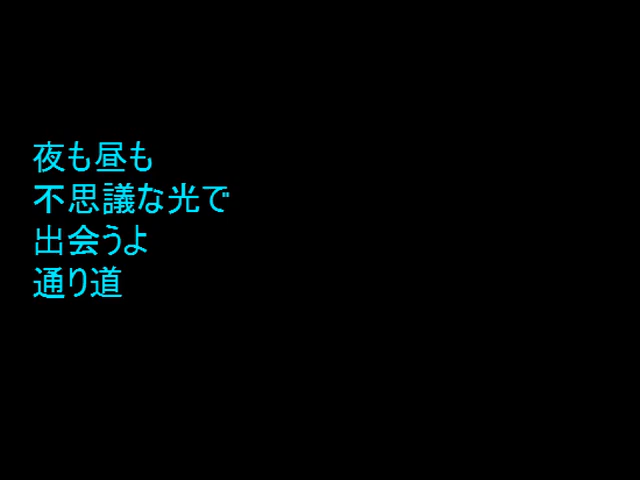 夜も昼も
不思議な光で
出会うよ
通り道